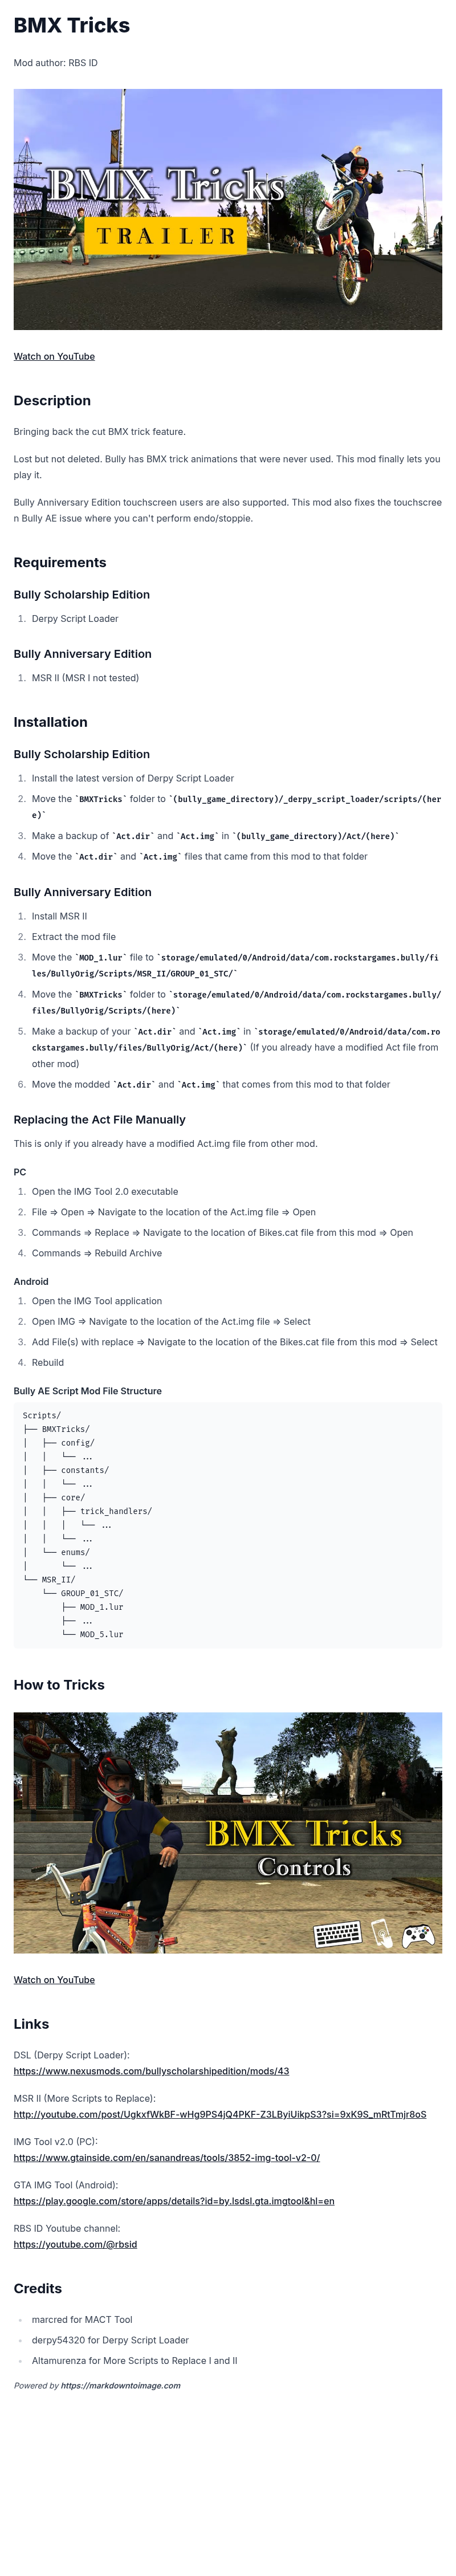 BMX Tricks
Mod author: RBS ID
BMX Tricks
TRAILER
Watch on YouTube
Description
Bringing back the cut BMX trick feature.
Lost but not deleted. Bully has BMX trick animations that were never used. This mod finally lets you
play it.
Bully Anniversary Edition touchscreen users are also supported. This mod also fixes the touchscree
n Bully AE issue where you can't perform endo/stoppie.
Requirements
Bully Scholarship Edition
1. Derpy Script Loader
Bully Anniversary Edition
1. MSR II (MSR I not tested)
Installation
Bully Scholarship Edition
1. Install the latest version of Derpy Script Loader
2. Move the `BMXTricks` folder to `(bully_game_directory)/_derpy_script_loader/scripts/(her
e)`
3. Make a backup of `Act.dir` and `Act.img` in `(bully_game_directory)/Act/(here)`
4. Move the `Act.dir` and `Act.img` files that came from this mod to that folder
Bully Anniversary Edition
1. Install MSR II
2. Extract the mod file
3. Move the `MOD_1.lur` file to `storage/emulated/0/Android/data/com.rockstargames.bully/fi
les/BullyOrig/Scripts/MSR_II/GROUP_01_STC/`
4. Move the `BMXTricks` folder to `storage/emulated/0/Android/data/com.rockstargames.bully/
files/BullyOrig/Scripts/(here)`
5. Make a backup of your `Act.dir` and `Act.img` in `storage/emulated/0/Android/data/com.ro
ckstargames.bully/files/BullyOrig/Act/(here)` (If you already have a modified Act file from
other mod)
6. Move the modded `Act.dir` and `Act.img` that comes from this mod to that folder
Replacing the Act File Manually
This is only if you already have a modified Act.img file from other mod.
PC
1. Open the IMG Tool 2.0 executable
2. File ⇒ Open ⇒ Navigate to the location of the Act.img file ⇒ Open
3. Commands ⇒ Replace ⇒ Navigate to the location of Bikes.cat file from this mod ⇒ Open
4. Commands ⇒ Rebuild Archive
Android
1. Open the IMG Tool application
2. Open IMG ⇒ Navigate to the location of the Act.img file ⇒ Select
3. Add File(s) with replace ⇒ Navigate to the location of the Bikes.cat file from this mod ⇒ Select
4. Rebuild
Bully AE Script Mod File Structure
Scripts/
├── BMXTricks/
│   ├── config/
│   │   └── ...
│   ├── constants/
│   │   └── ...
│   ├── core/
│   │   ├── trick_handlers/
│   │   │   └── ...
│   │   └── ...
│   └── enums/
│       └── ...
└── MSR_II/
    └── GROUP_01_STC/
        ├── MOD_1.lur
        ├── ...
        └── MOD_5.lur
How to Tricks
BMX Tricks
Controls
Watch on YouTube
Links
DSL (Derpy Script Loader):
https://www.nexusmods.com/bullyscholarshipedition/mods/43
MSR II (More Scripts to Replace):
http://youtube.com/post/UgkxfWkBF-wHg9PS4jQ4PKF-Z3LByiUikpS3?si=9xK9S_mRtTmjr8oS
IMG Tool v2.0 (PC):
https://www.gtainside.com/en/sanandreas/tools/3852-img-tool-v2-0/
GTA IMG Tool (Android):
https://play.google.com/store/apps/details?id=by.lsdsl.gta.imgtool&hl=en
RBS ID Youtube channel:
https://youtube.com/@rbsid
Credits
marcred for MACT Tool
derpy54320 for Derpy Script Loader
Altamurenza for More Scripts to Replace I and II
Powered by https://markdowntoimage.com